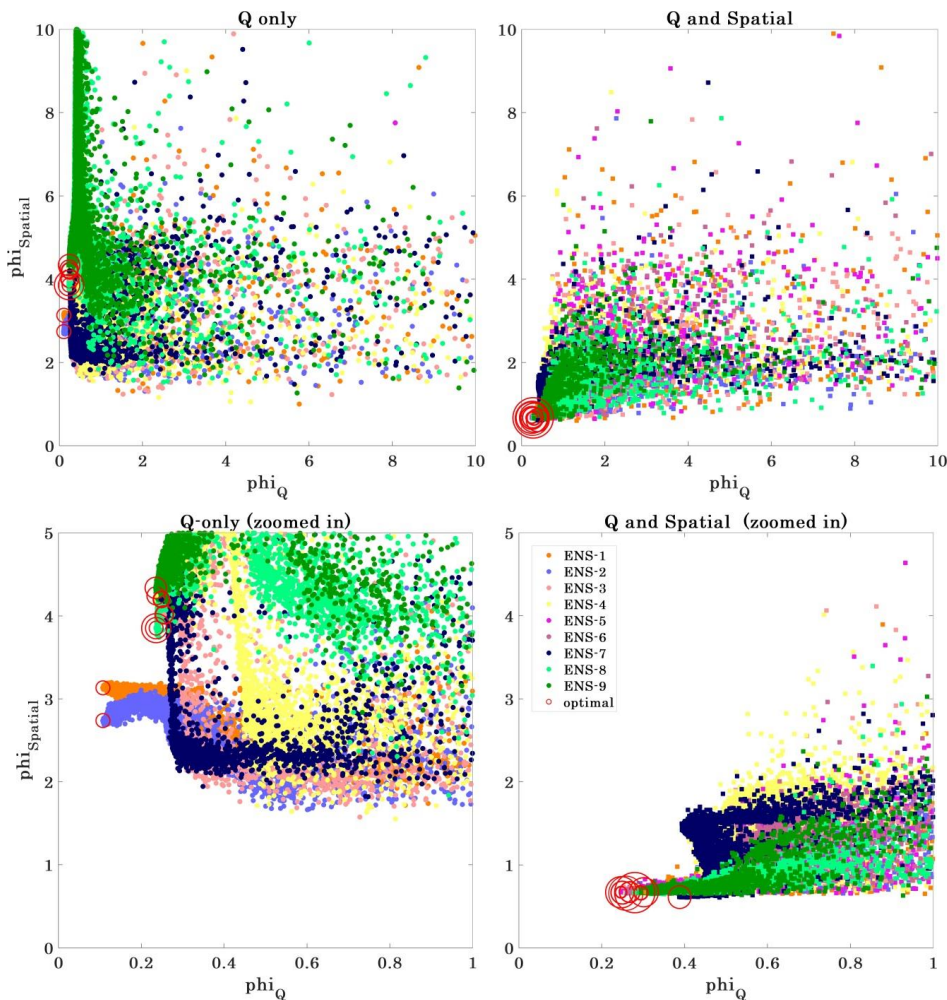 Q only
10
8
6
4
2
0
phi_Spatial
0 2 4 6 8 10
phi_Q
Q and Spatial
10
8
6
4
2
0
0 2 4 6 8 10
phi_Q
Q-only (zoomed in)
5
4
3
2
1
0
phi_Spatial
0 0.2 0.4 0.6 0.8 1
phi_Q
Q and Spatial (zoomed in)
5
4
3
2
1
0
ENS-1
ENS-2
ENS-3
ENS-4
ENS-5
ENS-6
ENS-7
ENS-8
ENS-9
optimal
0 0.2 0.4 0.6 0.8 1
phi_Q